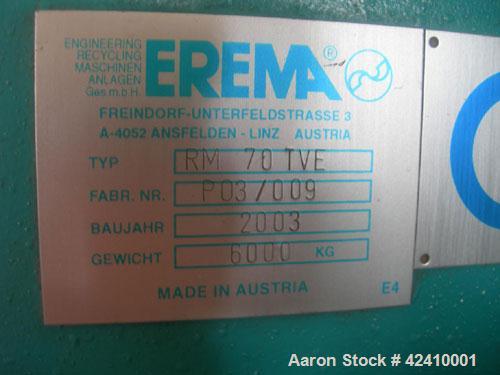 ENGINEERING
RECYCLING
MASCHINEN
ANLAGEN
Ges.m.b.H.
EREMA®
FREINDORF-UNTERFELDSTRASSE 3
A-4052 ANSFELDEN - LINZ AUSTRIA
TYP RM 70 TVE
FABR. NR. P03/009
BAUJAHR 2003
GEWICHT 6000 KG
MADE IN AUSTRIA E4
Aaron Stock # 42410001